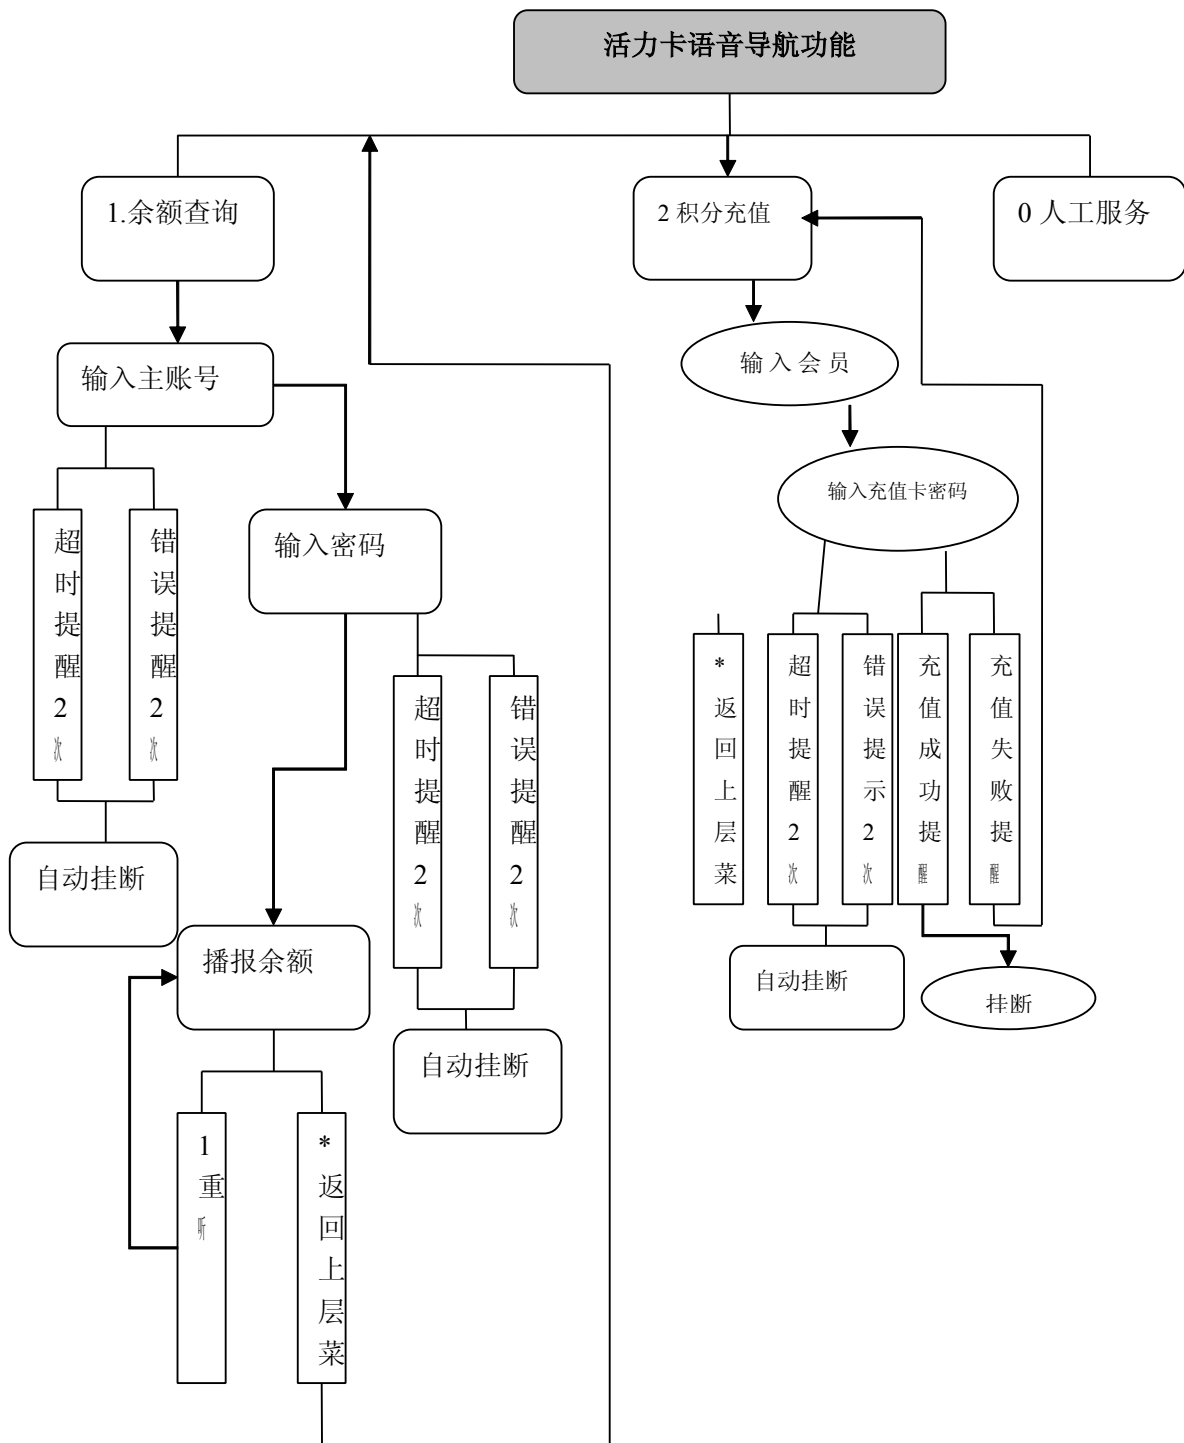 活力卡语音导航功能
1.余额查询
2 积分充值
0 人工服务
输入主账号
输 入 会 员
输入充值卡密码
超时提醒2次
错误提醒2次
输入密码
自动挂断
超时提醒2次
错误提醒2次
自动挂断
播报余额
1重听
*返回上层菜
*返回上层菜
超时提醒2次
错误提示2次
充值成功提醒
充值失败提醒
自动挂断
挂断